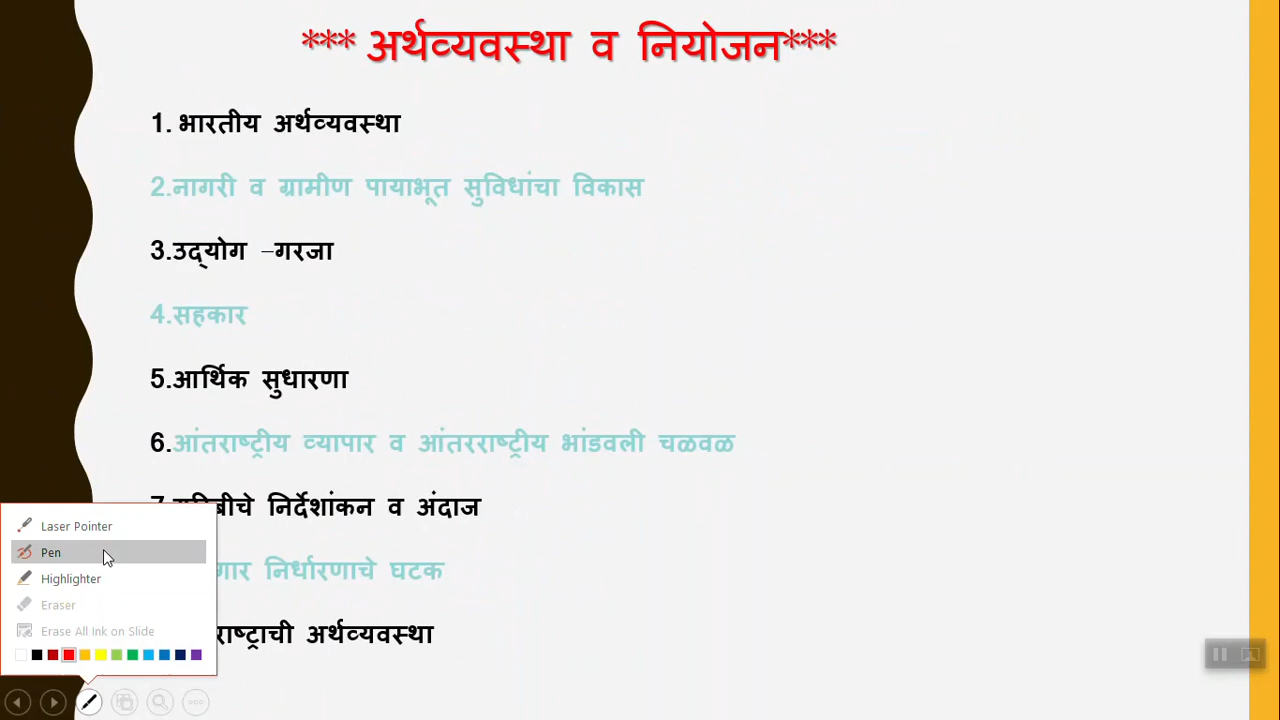 *** अर्थव्यवस्था व नियोजन***
1. भारतीय अर्थव्यवस्था
2.नागरी व ग्रामीण पायाभूत सुविधांचा विकास
3.उद्योग –गरजा
4.सहकार
5.आर्थिक सुधारणा
6.आंतराष्ट्रीय व्यापार व आंतरराष्ट्रीय भांडवली चळवळ
निर्देशांकन व अंदाज
निर्धारणाचे घटक
अर्थव्यवस्था
Laser Pointer
Pen
Highlighter
Eraser
Erase All Ink on Slide